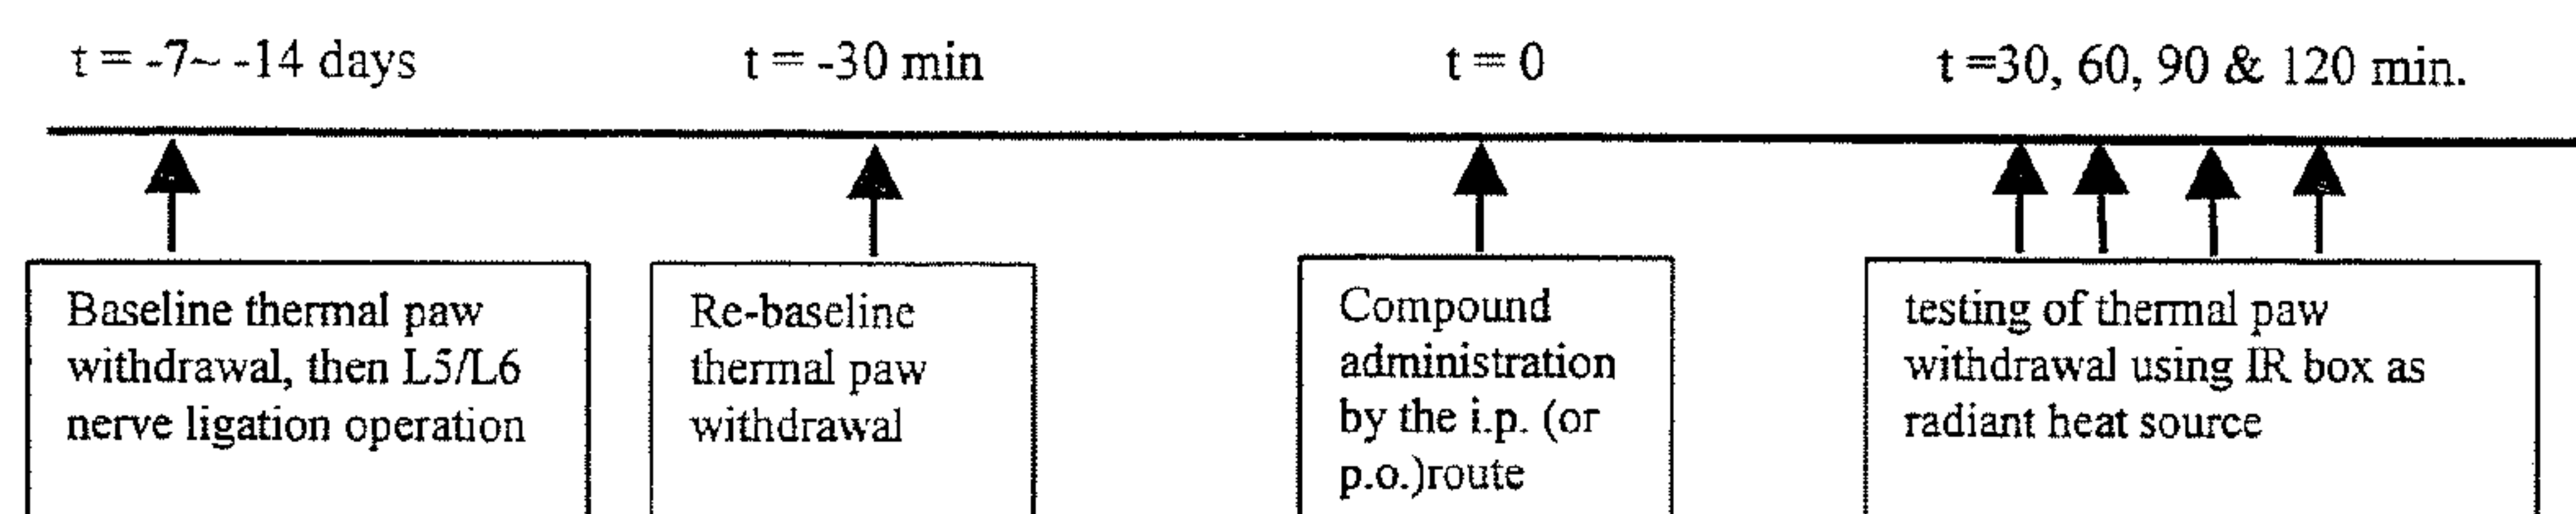 t = -7~ -14 days
t = -30 min
t = 0
t =30, 60, 90 & 120 min.
Baseline thermal paw
withdrawal, then L5/L6
nerve ligation operation
Re-baseline
thermal paw
withdrawal
Compound
administration
by the i.p. (or
p.o.)route
testing of thermal paw
withdrawal using IR box as
radiant heat source